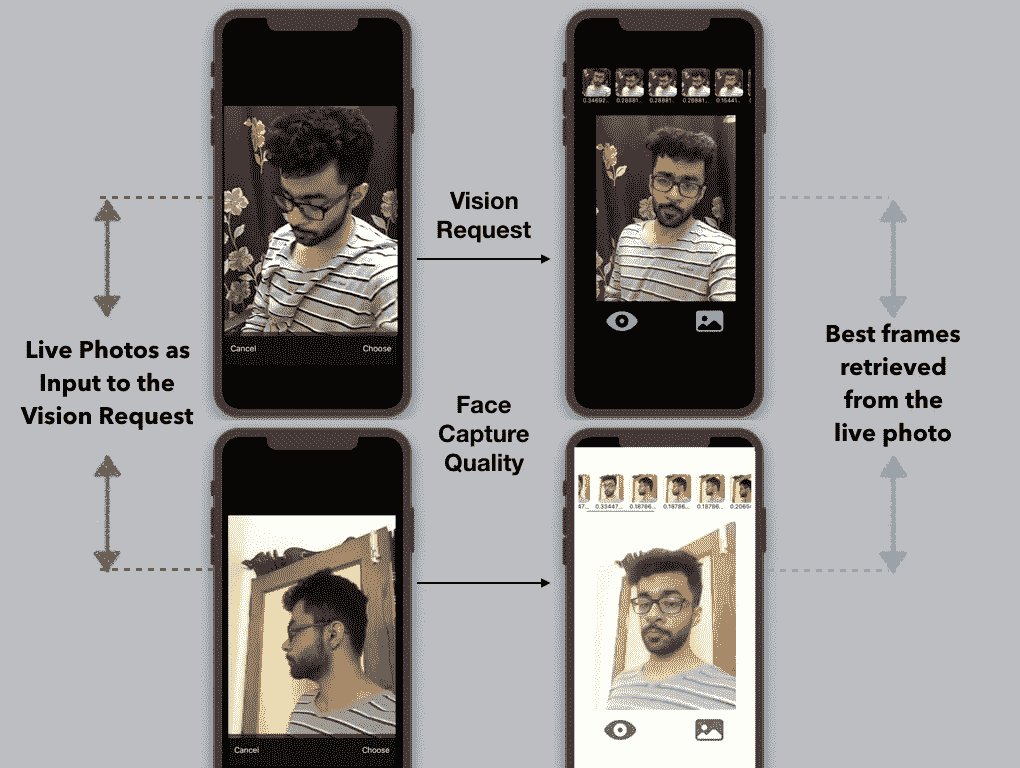 0.34692...
0.28881...
0.28881...
0.28881...
0.15441...
Vision
Request
Cancel
Choose
Live Photos as
Input to the
Vision Request
Best frames
retrieved
from the
live photo
Face
Capture
Quality
47...
0.33447...
0.18786...
0.18786...
0.18796...
0.2065
Cancel
Choose